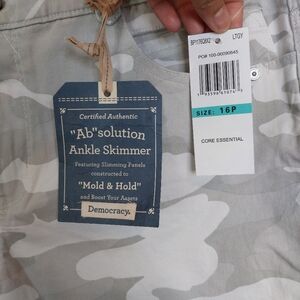 Certified Authentic
"Ab"solution
Ankle Skimmer
Featuring Slimming Panels
constructed to
"Mold & Hold"
and Boost Your Assets
Democracy.
LTGY
SIZE: 16P
CORE ESSENTIAL